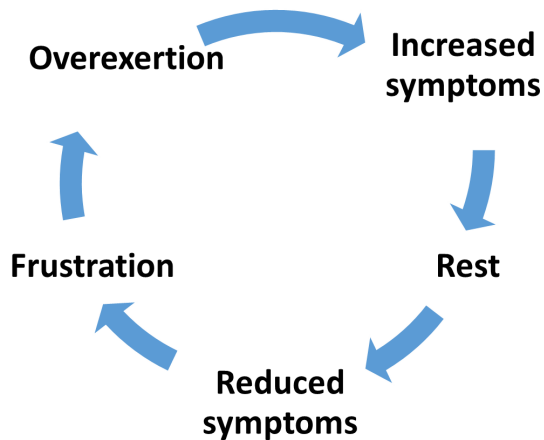 Overexertion
Increased
symptoms
Rest
Reduced
symptoms
Frustration